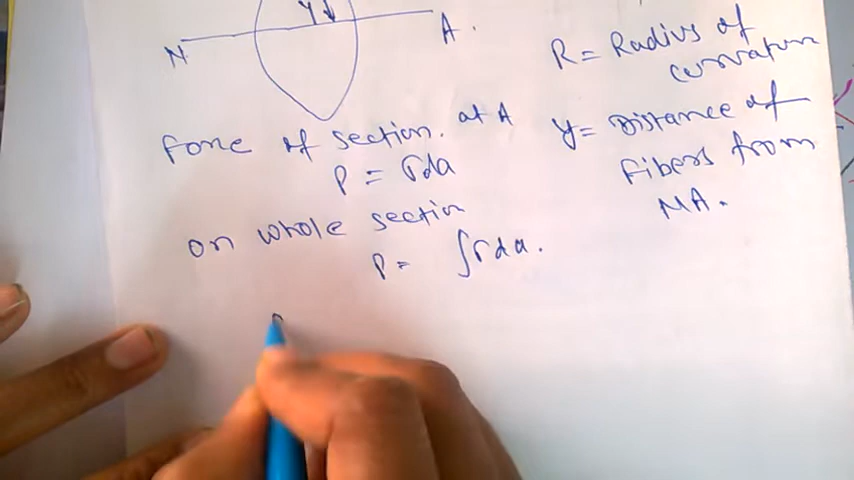 Y
N
A.
R = Radius of
curvature
Force of section. at A
y = Distance of
Fibers from
NA.
P = σda
on whole section
P = ∫σda.